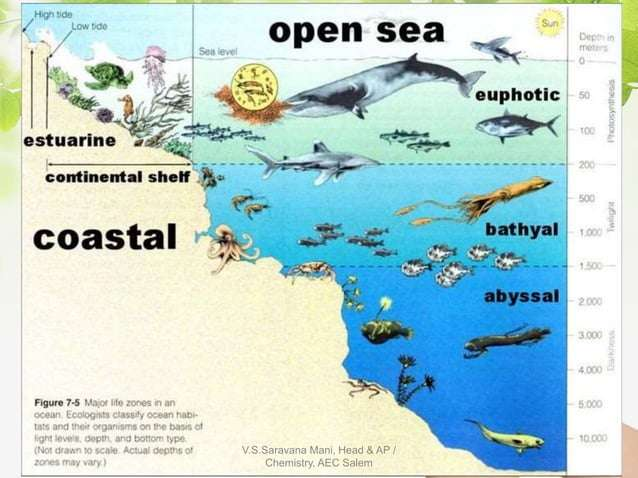 High tide
Low tide
open sea
Sun
Depth in
meters
Sea level
0
euphotic
50
100
Photosynthesis
estuarine
continental shelf
200
500
Twilight
coastal
bathyal
1,000
1,500
abyssal
2,000
3,000
Darkness
4,000
5,000
10,000
Figure 7-5 Major life zones in an
ocean. Ecologists classify ocean habi-
tats and their organisms on the basis of
light levels, depth, and bottom type.
(Not drawn to scale. Actual depths of
zones may vary.)
V.S.Saravana Mani, Head & AP /
Chemistry, AEC Salem